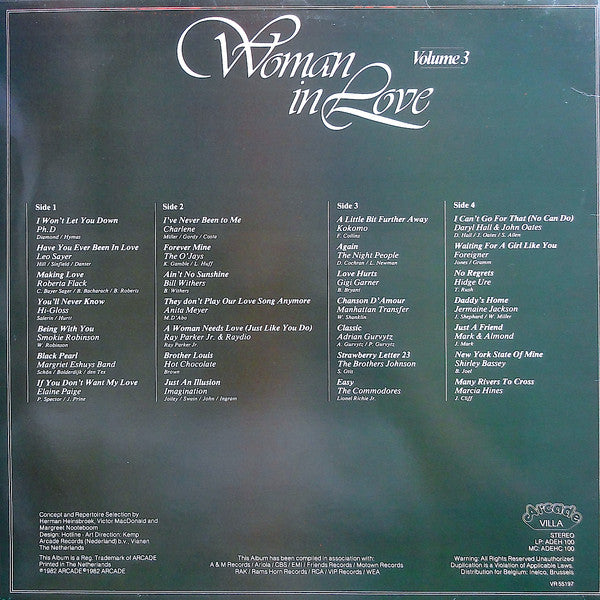 Woman
in Love
Volume 3
Side 1
I Won't Let You Down
Ph.D
Diamond / Hymas
Have You Ever Been In Love
Leo Sayer
Hill / Sinfield / Danter
Making Love
Roberta Flack
C. Bayer Sager / B. Bacharach / B. Roberts
You'll Never Know
Hi-Gloss
Salerin / Hurtt
Being With You
Smokie Robinson
W. Robinson
Black Pearl
Margriet Eshuys Band
Schön / Bolderdijk / den Tex
If You Don't Want My Love
Elaine Paige
P. Spector / J. Prine
Side 2
I've Never Been to Me
Charlene
Miller / Gordy / Costa
Forever Mine
The O'Jays
K. Gamble / L. Huff
Ain't No Sunshine
Bill Withers
B. Withers
They don't Play Our Love Song Anymore
Anita Meyer
M. D'Abo
A Woman Needs Love (Just Like You Do)
Ray Parker Jr. & Raydio
Ray Parker Jr
Brother Louis
Hot Chocolate
Brown
Just An Illusion
Imagination
Jolley / Swain / John / Ingram
Side 3
A Little Bit Further Away
Kokomo
F. Collins
Again
The Night People
D. Cochran / L. Newman
Love Hurts
Gigi Garner
B. Bryant
Chanson D'Amour
Manhattan Transfer
W. Shanklin
Classic
Adrian Gurvytz
A. Gurvytz / P. Gurvytz
Strawberry Letter 23
The Brothers Johnson
S. Otis
Easy
The Commodores
Lionel Richie Jr.
Side 4
I Can't Go For That (No Can Do)
Daryl Hall & John Oates
D. Hall / J. Oates / S. Allen
Waiting For A Girl Like You
Foreigner
Jones / Gramm
No Regrets
Hidge Ure
T. Rush
Daddy's Home
Jermaine Jackson
J. Shepherd / W. Miller
Just A Friend
Mark & Almond
J. Mark
New York State Of Mine
Shirley Bassey
B. Joel
Many Rivers To Cross
Marcia Hines
J. Cliff
Concept and Repertoire Selection by
Herman Heinsbroek, Victor MacDonald and
Margreet Nooteboom
Design: Hotline - Art Direction: Kemp
Arcade Records (Nederland) b.v., Vianen
The Netherlands
This Album is a Reg. Trademark of ARCADE
Printed in The Netherlands
℗1982 ARCADE ©1982 ARCADE
This Album has been compiled in association with:
A & M Records / Ariola / CBS / EMI / Friends Records / Motown Records
RAK / Rams Horn Records / RCA / VIP Records / WEA
Arcade
VILLA
STEREO
LP: ADEH 100
MC: ADEHC 100
Warning: All Rights Reserved Unauthorized
Duplication is a Violation of Applicable Laws.
Distribution for Belgium: Inelco, Brussels
VR 55197